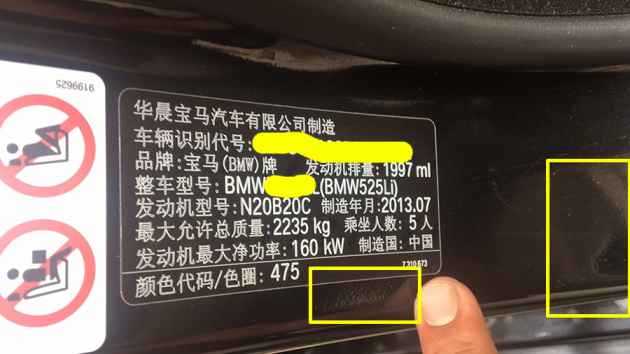 9199625
华晨宝马汽车有限公司制造
车辆识别代号:
品牌:宝马(BMW)牌 发动机排量:1997 ml
整车型号:BMW L(BMW525Li)
发动机型号:N20B20C 制造年月:2013.07
最大允许总质量:2235 kg 乘坐人数:5 人
发动机最大净功率:160 kW 制造国:中国
颜色代码/色圈:475